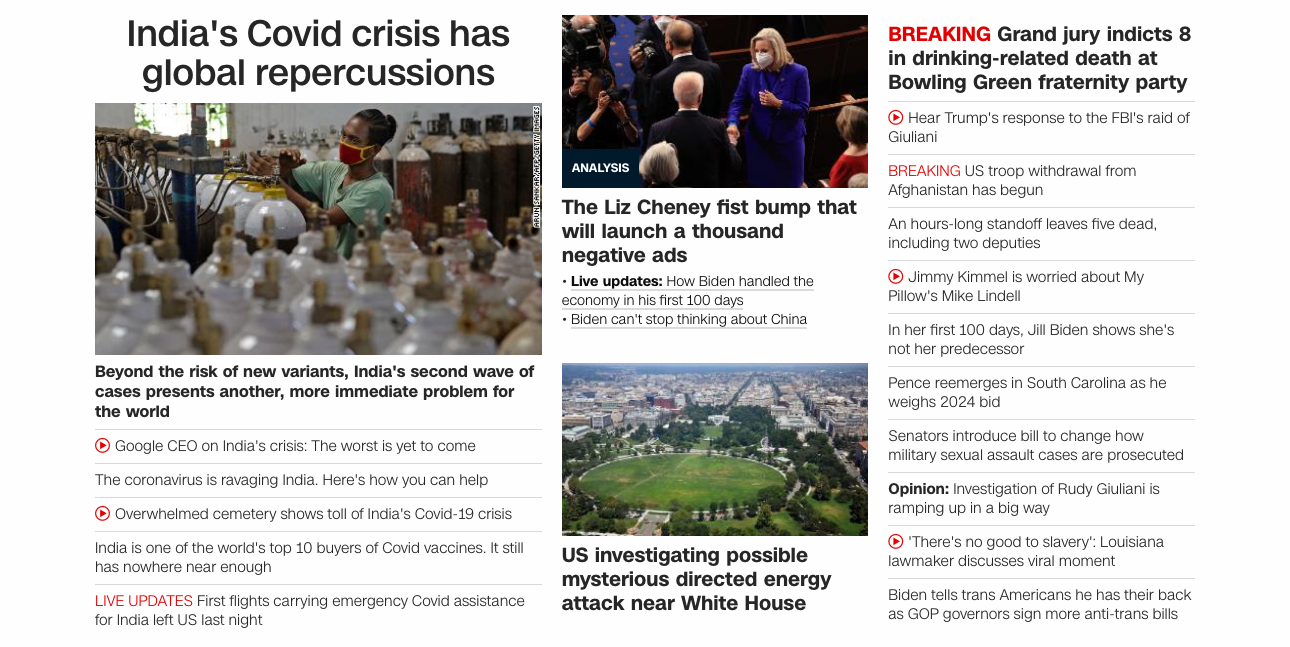 India's Covid crisis has
global repercussions
ARUN SANKAR/AFP/GETTY IMAGES
Beyond the risk of new variants, India's second wave of
cases presents another, more immediate problem for
the world
Google CEO on India's crisis: The worst is yet to come
The coronavirus is ravaging India. Here's how you can help
Overwhelmed cemetery shows toll of India's Covid-19 crisis
India is one of the world's top 10 buyers of Covid vaccines. It still
has nowhere near enough
LIVE UPDATES First flights carrying emergency Covid assistance
for India left US last night
ANALYSIS
The Liz Cheney fist bump that
will launch a thousand
negative ads
• Live updates: How Biden handled the
economy in his first 100 days
• Biden can't stop thinking about China
US investigating possible
mysterious directed energy
attack near White House
BREAKING Grand jury indicts 8
in drinking-related death at
Bowling Green fraternity party
Hear Trump's response to the FBI's raid of
Giuliani
BREAKING US troop withdrawal from
Afghanistan has begun
An hours-long standoff leaves five dead,
including two deputies
Jimmy Kimmel is worried about My
Pillow's Mike Lindell
In her first 100 days, Jill Biden shows she's
not her predecessor
Pence reemerges in South Carolina as he
weighs 2024 bid
Senators introduce bill to change how
military sexual assault cases are prosecuted
Opinion: Investigation of Rudy Giuliani is
ramping up in a big way
'There's no good to slavery': Louisiana
lawmaker discusses viral moment
Biden tells trans Americans he has their back
as GOP governors sign more anti-trans bills